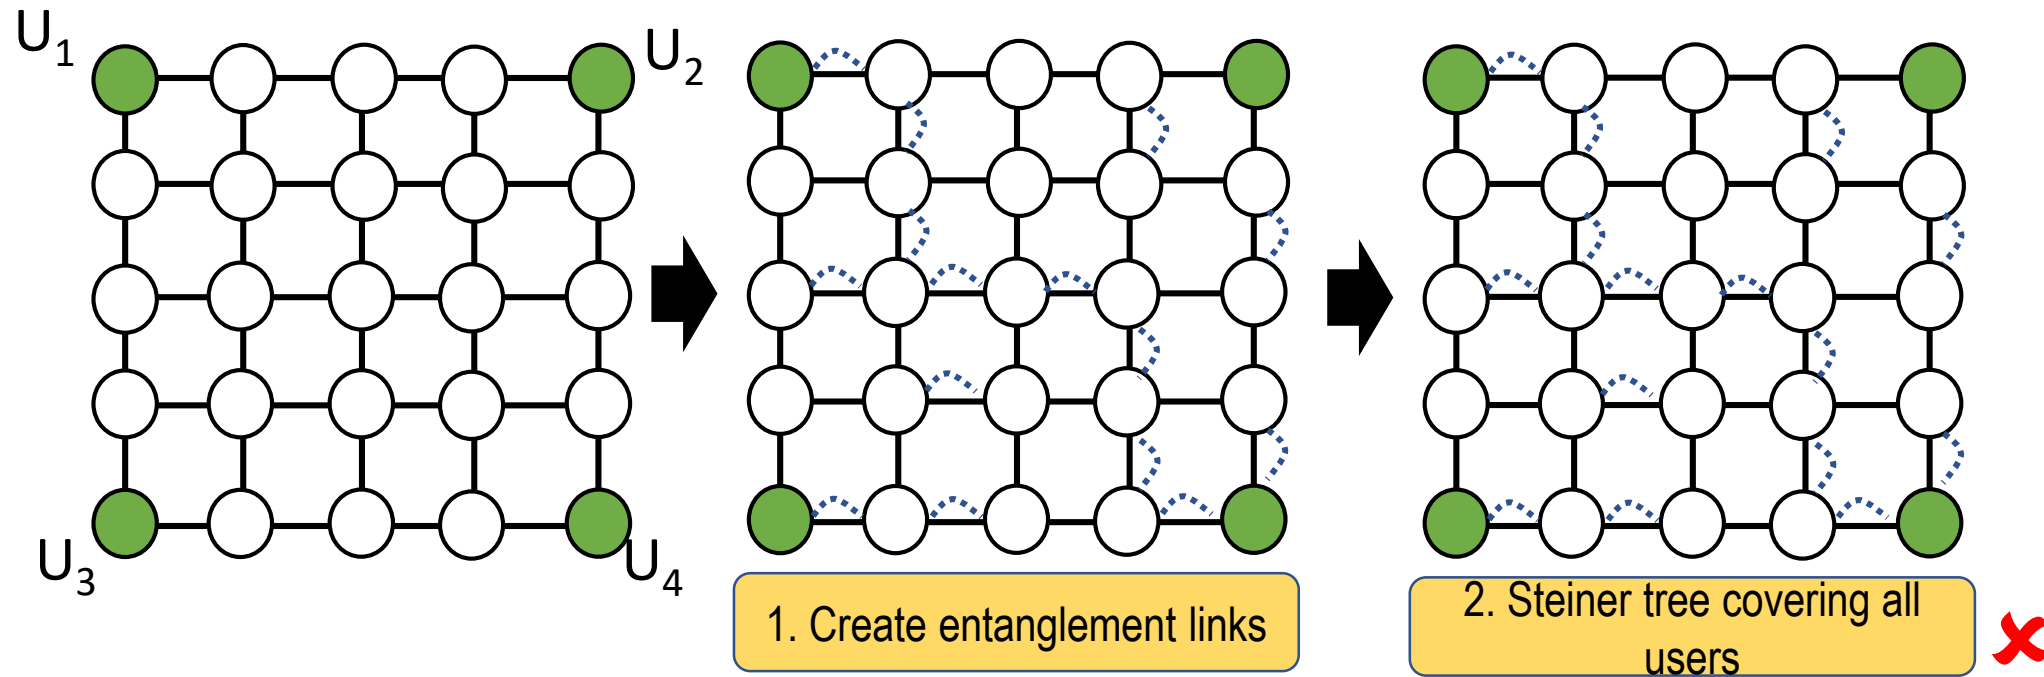 U1
U2
U3
U4
1. Create entanglement links
2. Steiner tree covering all
users